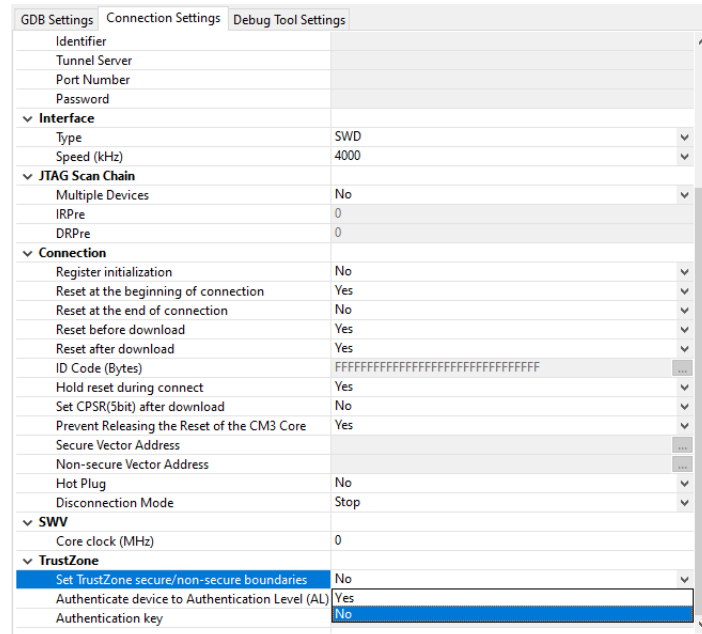 GDB Settings Connection Settings Debug Tool Settings
Identifier
Tunnel Server
Port Number
Password
Interface
Type SWD
Speed (kHz) 4000
JTAG Scan Chain
Multiple Devices No
IRPre 0
DRPre 0
Connection
Register initialization No
Reset at the beginning of connection Yes
Reset at the end of connection No
Reset before download Yes
Reset after download Yes
ID Code (Bytes) FFFFFFFFFFFFFFFFFFFFFFFFFFFFFFFF ...
Hold reset during connect Yes
Set CPSR(5bit) after download No
Prevent Releasing the Reset of the CM3 Core Yes
Secure Vector Address ...
Non-secure Vector Address ...
Hot Plug No
Disconnection Mode Stop
SWV
Core clock (MHz) 0
TrustZone
Set TrustZone secure/non-secure boundaries No
Authenticate device to Authentication Level (AL) Yes
Authentication key No